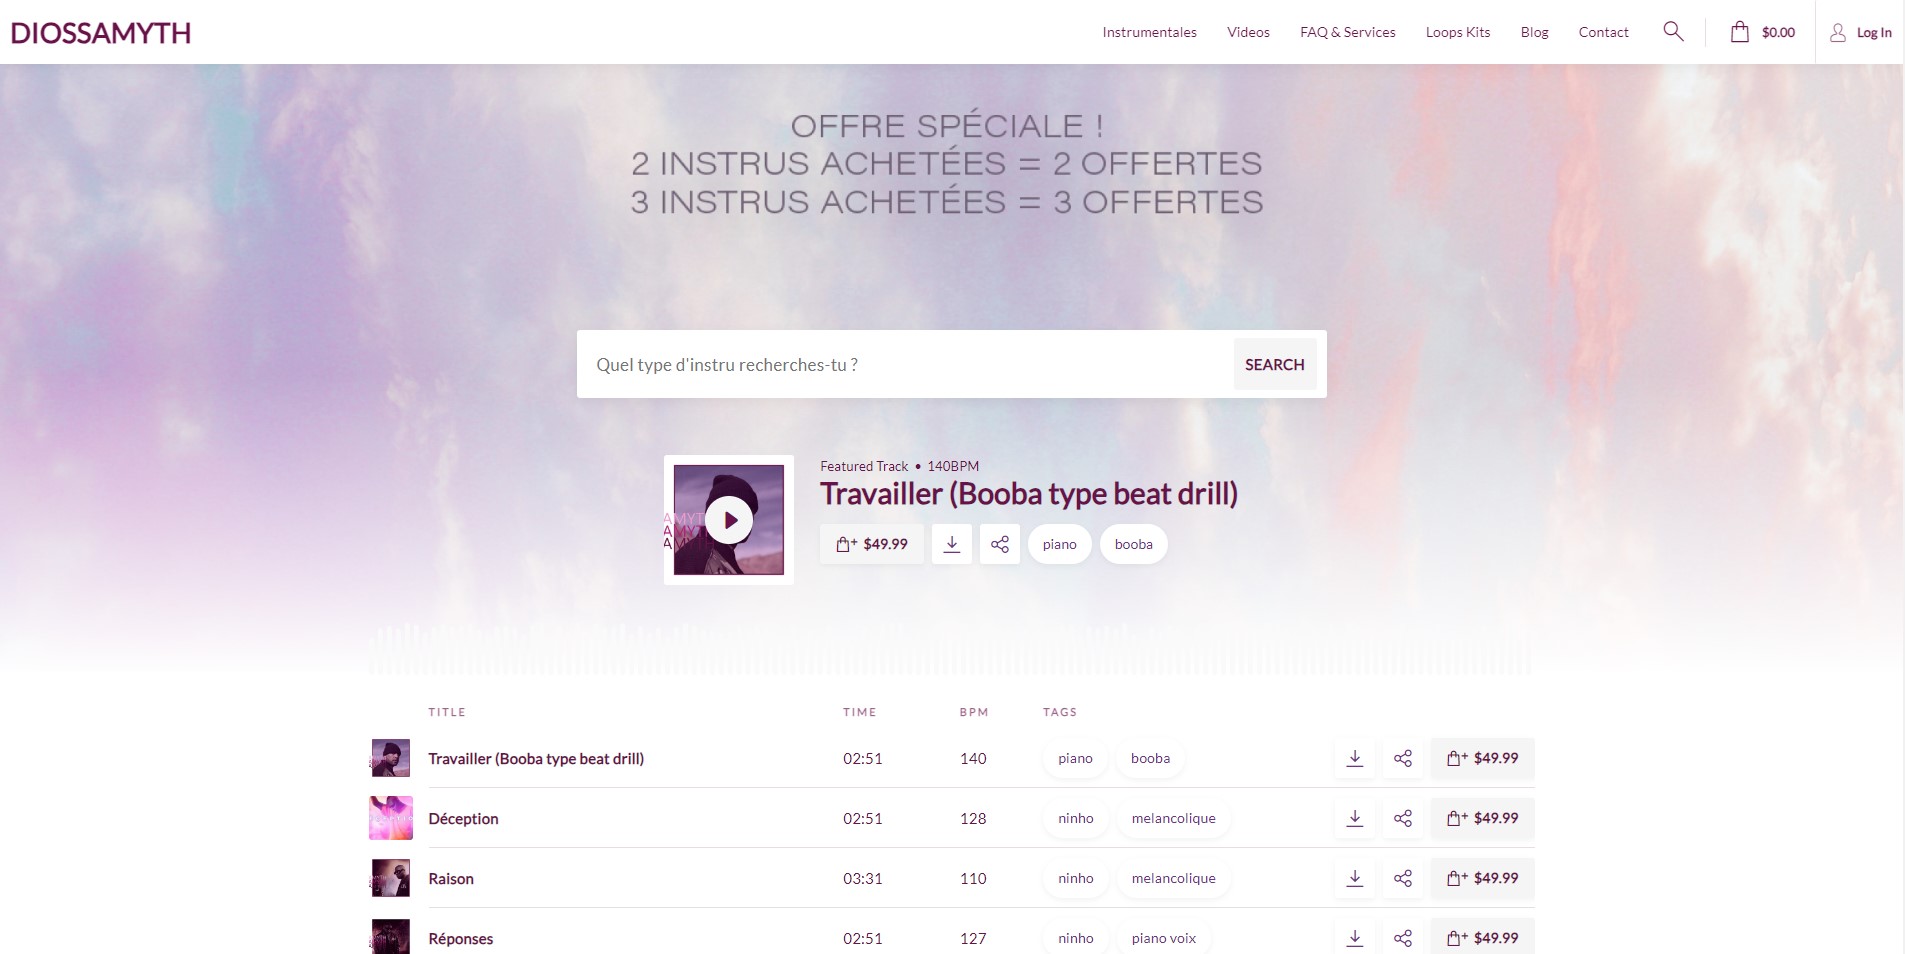 DIOSSAMYTH
Instrumentales Videos FAQ & Services Loops Kits Blog Contact $0.00 Log In
OFFRE SPÉCIALE !
2 INSTRUS ACHETÉES = 2 OFFERTES
3 INSTRUS ACHETÉES = 3 OFFERTES
Quel type d'instru recherches-tu ? SEARCH
Featured Track • 140BPM
Travailler (Booba type beat drill)
$49.99 piano booba
TITLE TIME BPM TAGS
Travailler (Booba type beat drill) 02:51 140 piano booba $49.99
Déception 02:51 128 ninho melancolique $49.99
Raison 03:31 110 ninho melancolique $49.99
Réponses 02:51 127 ninho piano voix $49.99